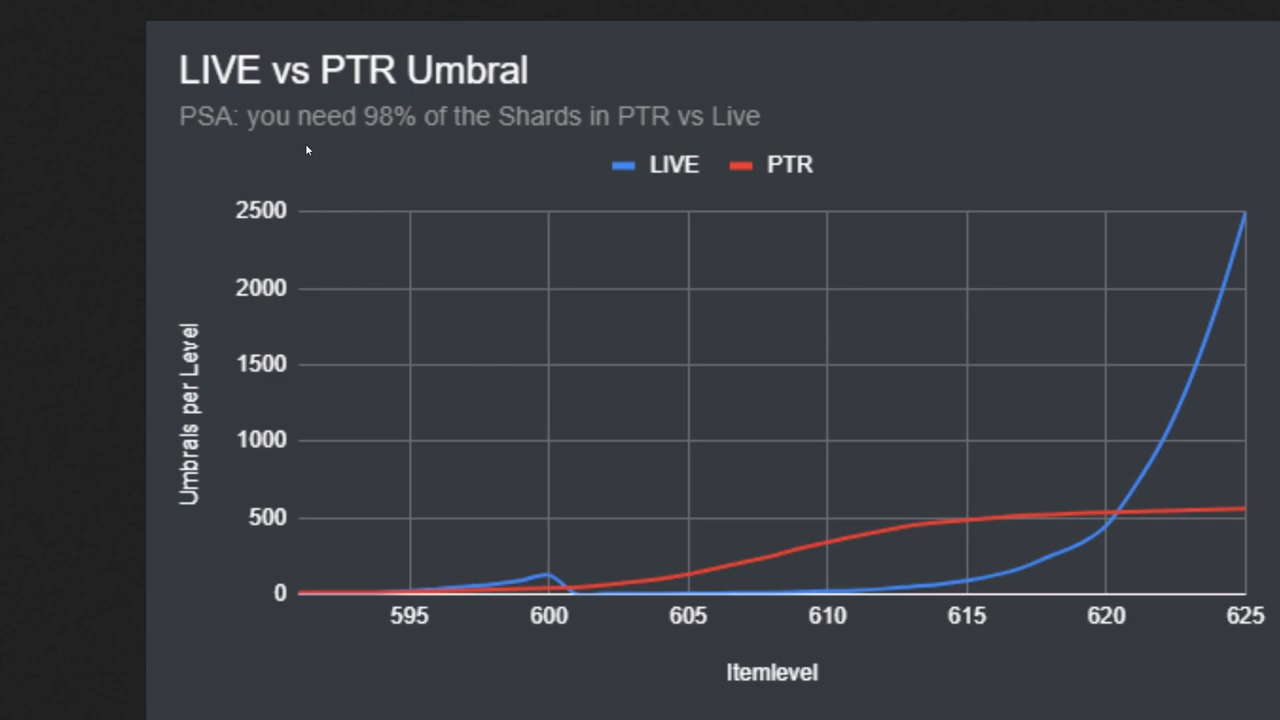 LIVE vs PTR Umbral
PSA: you need 98% of the Shards in PTR vs Live
LIVE PTR
2500
2000
1500
1000
500
0
Umbrals per Level
595 600 605 610 615 620 625
Itemlevel